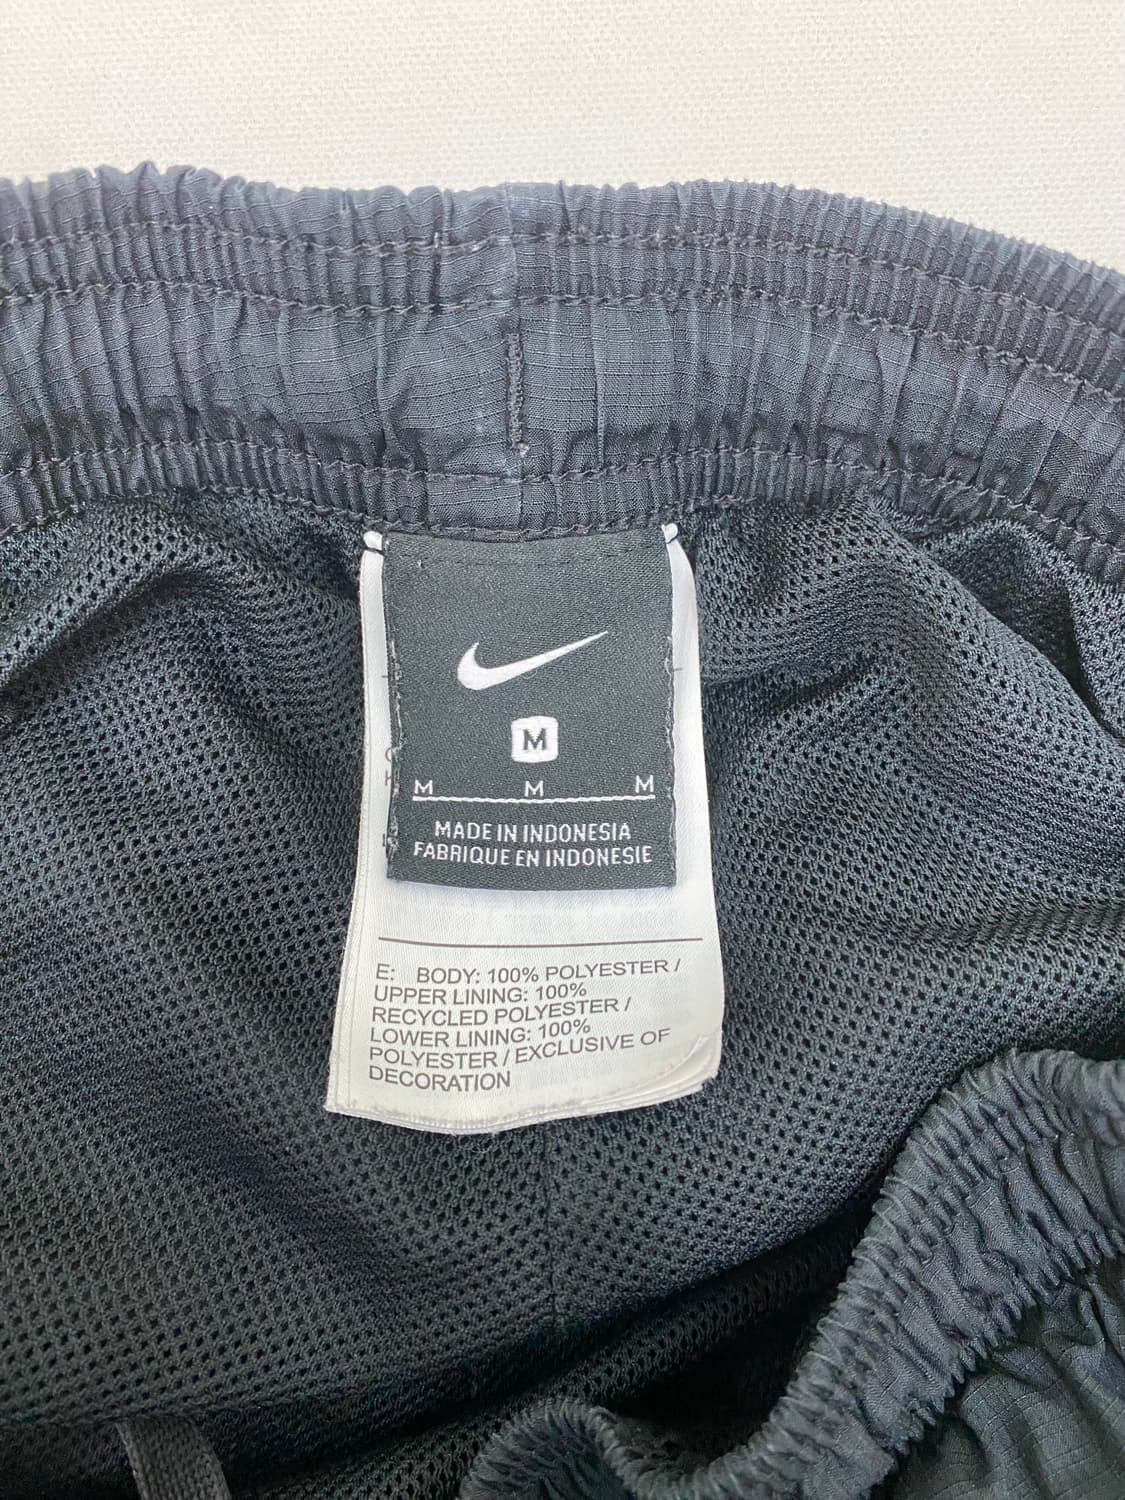 M
M M M
MADE IN INDONESIA
FABRIQUE EN INDONESIE
E: BODY: 100% POLYESTER /
UPPER LINING: 100%
RECYCLED POLYESTER /
LOWER LINING: 100%
POLYESTER / EXCLUSIVE OF
DECORATION